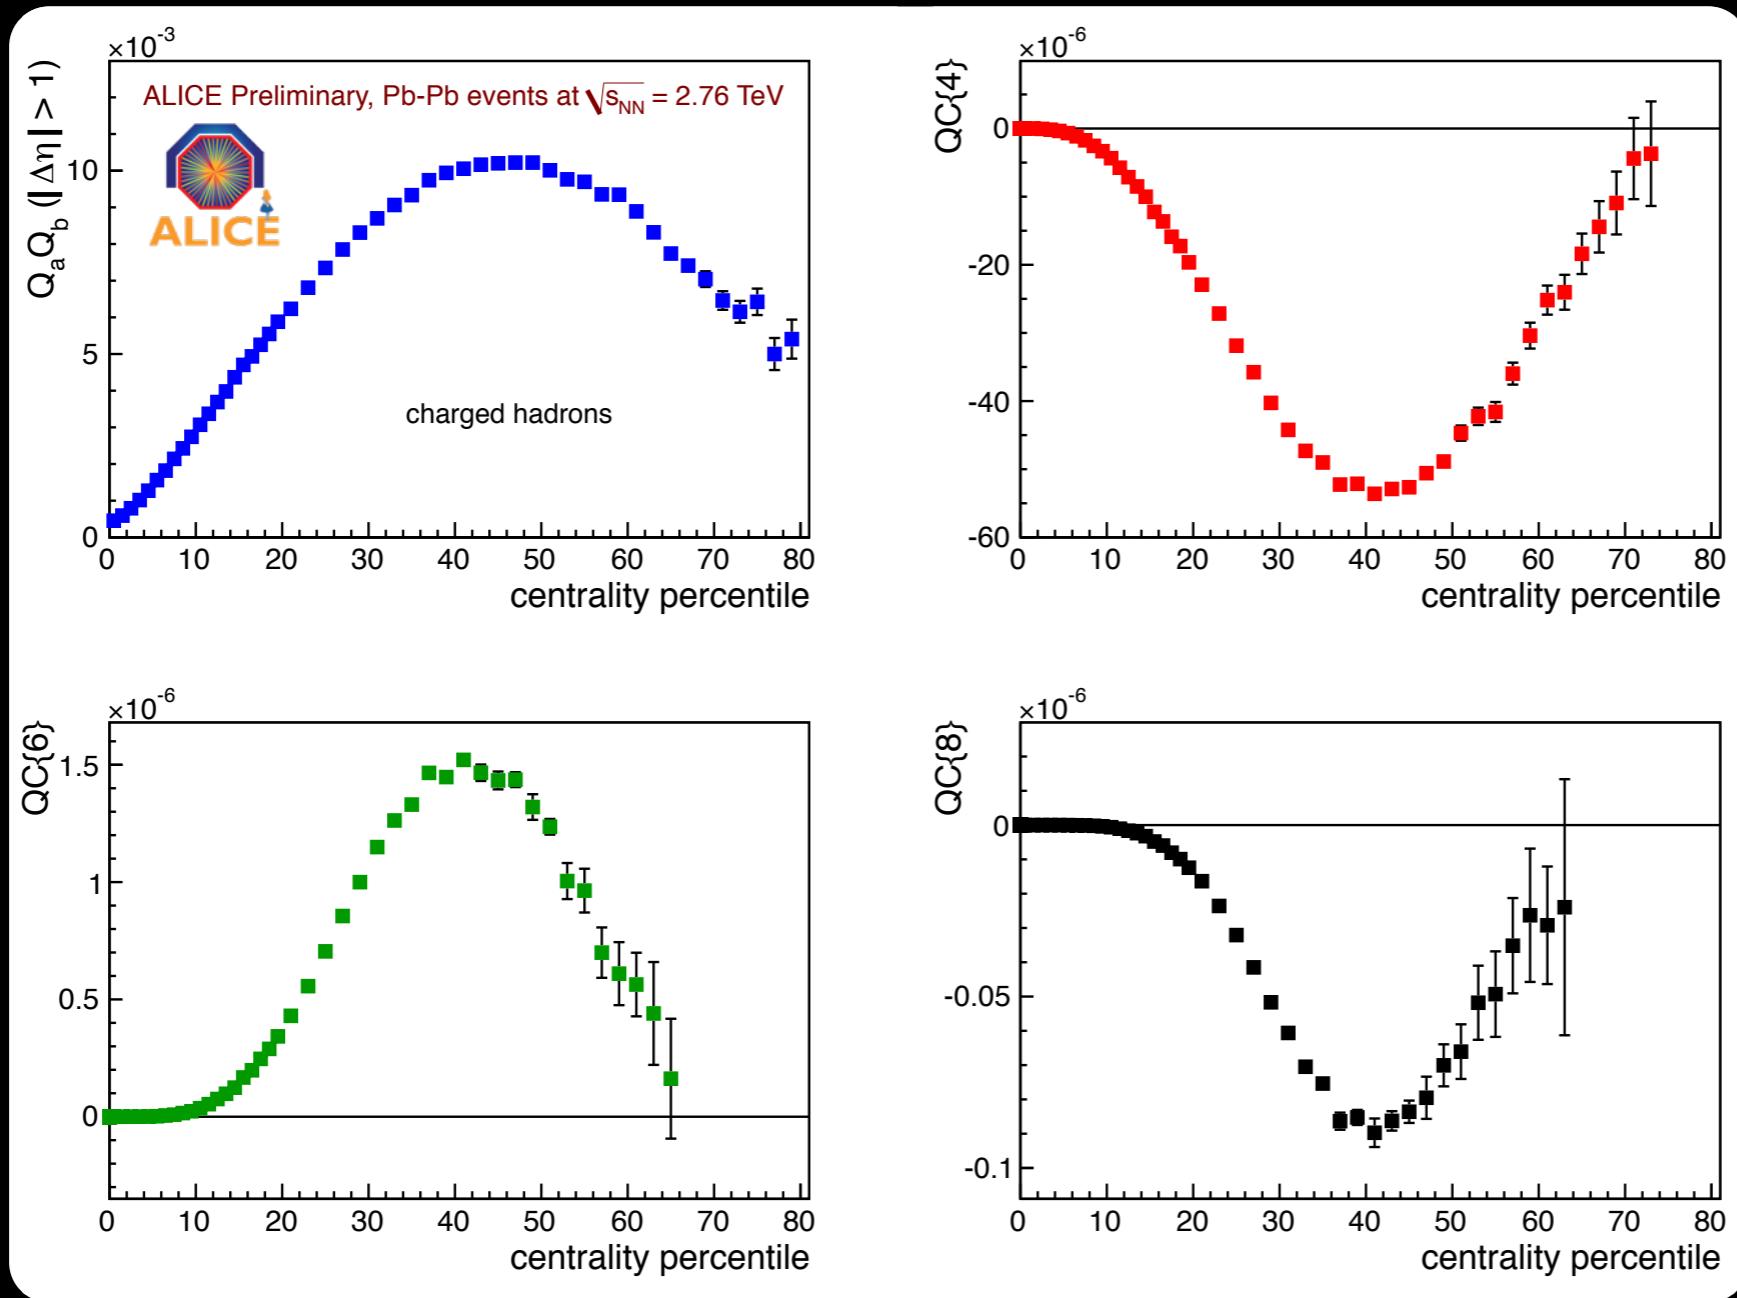 ×10⁻³
QₐQ_b (|Δη| > 1)
ALICE Preliminary, Pb-Pb events at √s_NN = 2.76 TeV
ALICE
charged hadrons
10
5
0
0 10 20 30 40 50 60 70 80
centrality percentile
×10⁻⁶
QC{4}
0
-20
-40
-60
0 10 20 30 40 50 60 70 80
centrality percentile
×10⁻⁶
QC{6}
1.5
1
0.5
0
0 10 20 30 40 50 60 70 80
centrality percentile
×10⁻⁶
QC{8}
0
-0.05
-0.1
0 10 20 30 40 50 60 70 80
centrality percentile